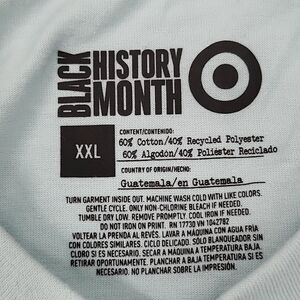 BLACK
HISTORY
MONTH
XXL
CONTENT/CONTENIDO:
60% Cotton/40% Recycled Polyester
60% Algodón/40% Poliéster Reciclado
COUNTRY OF ORIGIN/HECHO:
Guatemala/en Guatemala
TURN GARMENT INSIDE OUT. MACHINE WASH COLD WITH LIKE COLORS.
GENTLE CYCLE. ONLY NON-CHLORINE BLEACH IF NEEDED.
TUMBLE DRY LOW. REMOVE PROMPTLY. COOL IRON IF NEEDED.
DO NOT IRON ON PRINT. RN 17730 VN 1042782
VOLTEAR LA PRENDA AL REVÉS. LAVAR A MÁQUINA CON AGUA FRÍA
CON COLORES SIMILARES. CICLO DELICADO. SÓLO BLANQUEADOR SIN
CLORO SI ES NECESARIO. SECAR A MÁQUINA A TEMPERATURA BAJA.
RETIRAR OPORTUNAMENTE. PLANCHAR A BAJA TEMPERATURA SI ES
NECESARIO. NO PLANCHAR SOBRE LA IMPRESIÓN.